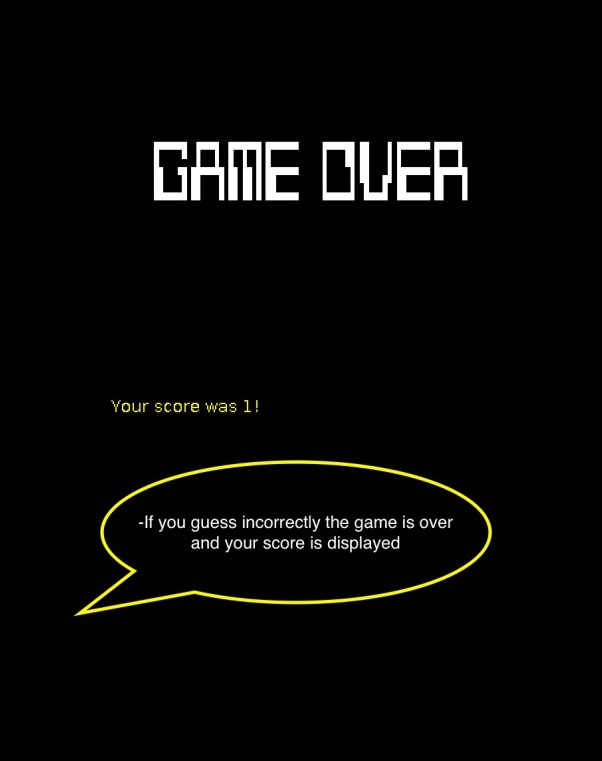 GAME OVER
Your score was 1!
-If you guess incorrectly the game is over
and your score is displayed